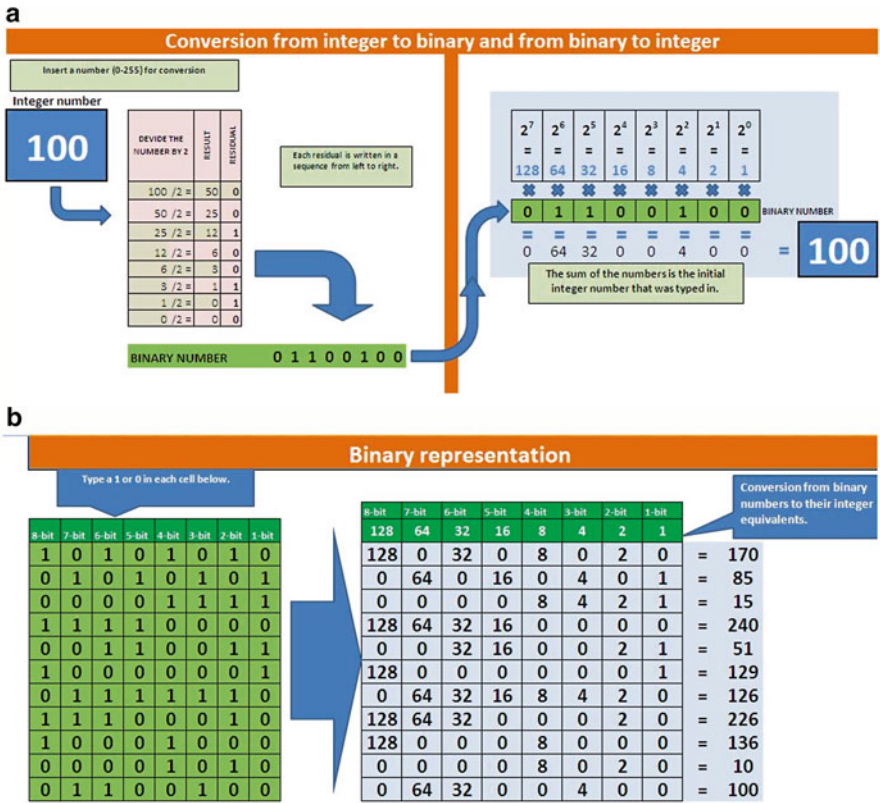 a
Conversion from integer to binary and from binary to integer
Insert a number (0-255) for conversion
Integer number
100
DEVIDE THE NUMBER BY 2 RESULT RESIDUAL
100 /2 = 50 0
50 /2 = 25 0
25 /2 = 12 1
12 /2 = 6 0
6 /2 = 3 0
3 /2 = 1 1
1 /2 = 0 1
0 /2 = 0 0
Each residual is written in a
sequence from left to right.
BINARY NUMBER 0 1 1 0 0 1 0 0
2⁷ 2⁶ 2⁵ 2⁴ 2³ 2² 2¹ 2⁰
= = = = = = = =
128 64 32 16 8 4 2 1
✖ ✖ ✖ ✖ ✖ ✖ ✖ ✖
0 1 1 0 0 1 0 0 BINARY NUMBER
= = = = = = = =
0 64 32 0 0 4 0 0 = 100
The sum of the numbers is the initial
integer number that was typed in.
b
Binary representation
Type a 1 or 0 in each cell below.
8-bit 7-bit 6-bit 5-bit 4-bit 3-bit 2-bit 1-bit
1 0 1 0 1 0 1 0
0 1 0 1 0 1 0 1
0 0 0 0 1 1 1 1
1 1 1 1 0 0 0 0
0 0 1 1 0 0 1 1
1 0 0 0 0 0 0 1
0 1 1 1 1 1 1 0
1 1 1 0 0 0 1 0
1 0 0 0 1 0 0 0
0 0 0 0 1 0 1 0
0 1 1 0 0 1 0 0
Conversion from binary
numbers to their integer
equivalents.
8-bit 7-bit 6-bit 5-bit 4-bit 3-bit 2-bit 1-bit
128 64 32 16 8 4 2 1
128 0 32 0 8 0 2 0 = 170
0 64 0 16 0 4 0 1 = 85
0 0 0 0 8 4 2 1 = 15
128 64 32 16 0 0 0 0 = 240
0 0 32 16 0 0 2 1 = 51
128 0 0 0 0 0 0 1 = 129
0 64 32 16 8 4 2 0 = 126
128 64 32 0 0 0 2 0 = 226
128 0 0 0 8 0 0 0 = 136
0 0 0 0 8 0 2 0 = 10
0 64 32 0 0 4 0 0 = 100